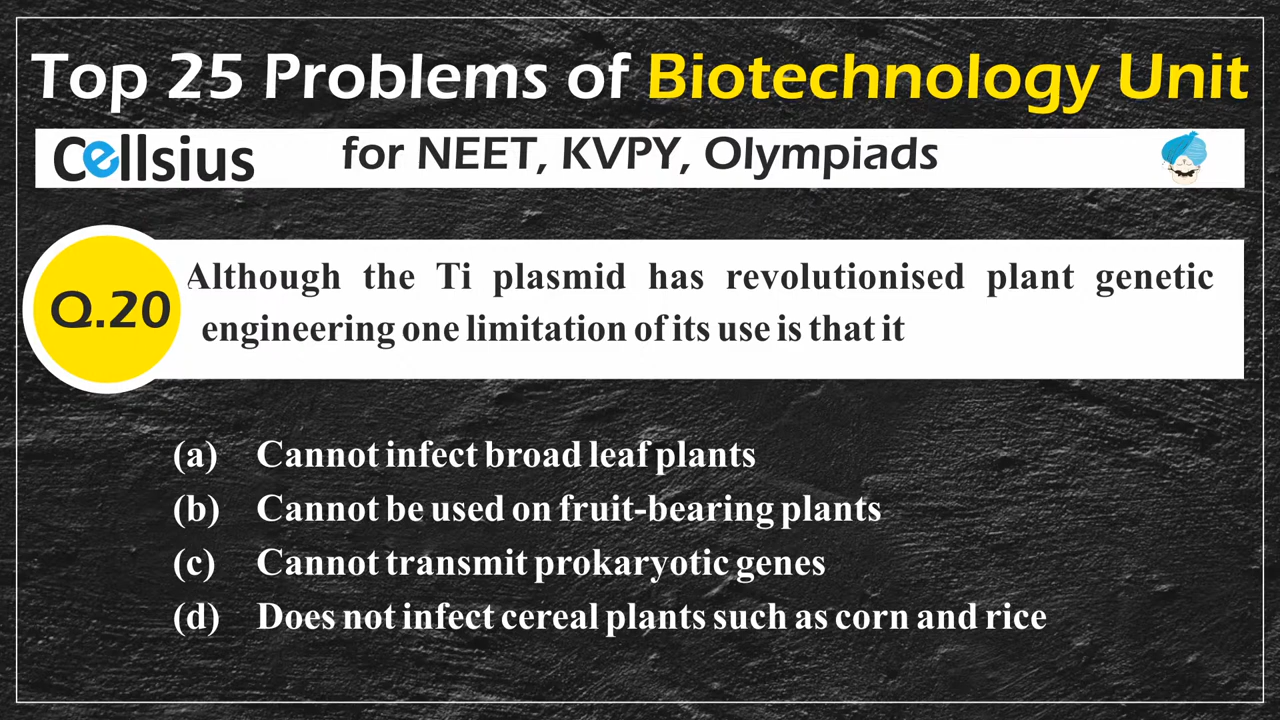 Top 25 Problems of Biotechnology Unit
Cellsius for NEET, KVPY, Olympiads
Q.20
Although the Ti plasmid has revolutionised plant genetic
engineering one limitation of its use is that it
(a) Cannot infect broad leaf plants
(b) Cannot be used on fruit-bearing plants
(c) Cannot transmit prokaryotic genes
(d) Does not infect cereal plants such as corn and rice